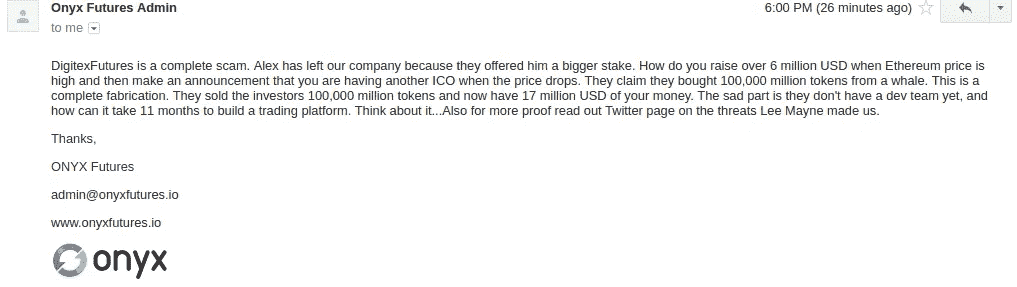 Onyx Futures Admin
6:00 PM (26 minutes ago)
to me
DigitexFutures is a complete scam. Alex has left our company because they offered him a bigger stake. How do you raise over 6 million USD when Ethereum price is
high and then make an announcement that you are having another ICO when the price drops. They claim they bought 100,000 million tokens from a whale. This is a
complete fabrication. They sold the investors 100,000 million tokens and now have 17 million USD of your money. The sad part is they don't have a dev team yet, and
how can it take 11 months to build a trading platform. Think about it...Also for more proof read out Twitter page on the threats Lee Mayne made us.
Thanks,
ONYX Futures
admin@onyxfutures.io
www.onyxfutures.io
onyx